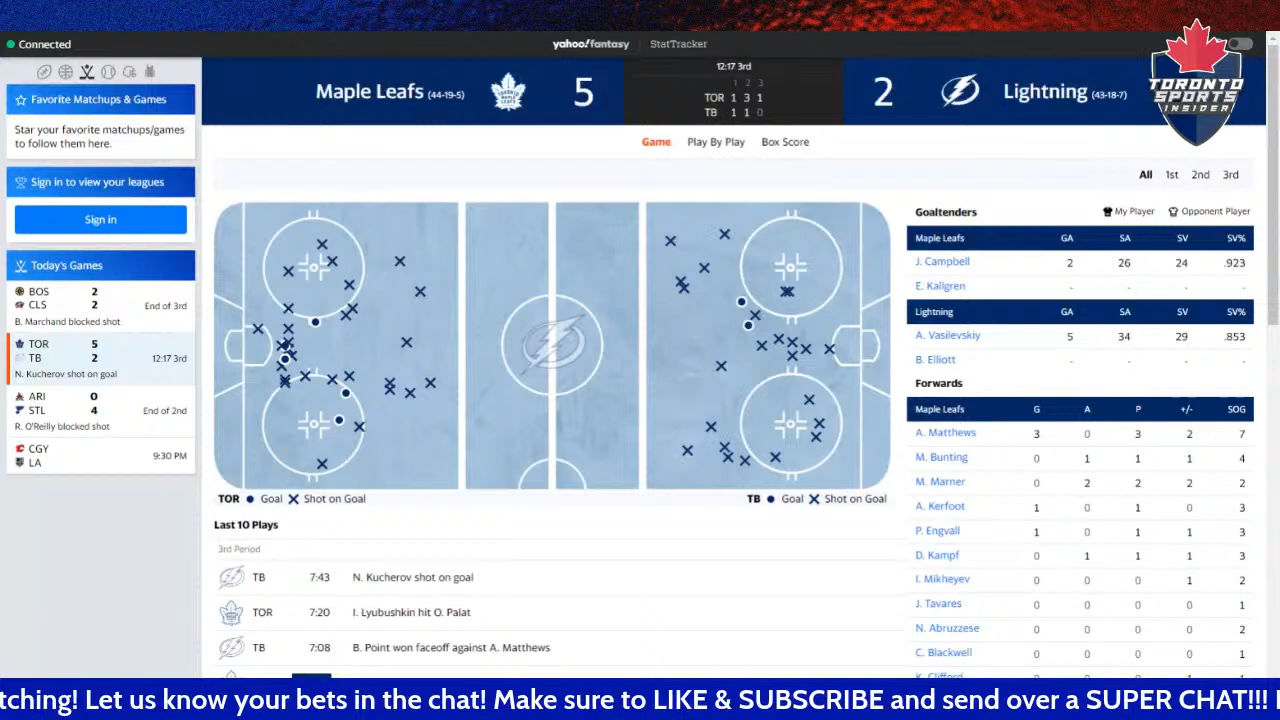 Connected
yahoo!fantasy StatTracker
TORONTO
SPORTS
INSIDER
Favorite Matchups & Games
Star your favorite matchups/games
to follow them here.
Sign in to view your leagues
Sign in
Today's Games
BOS 2
CLS 2
End of 3rd
B. Marchand blocked shot
TOR 5
TB 2
12:17 3rd
N. Kucherov shot on goal
ARI 0
STL 4
End of 2nd
R. O'Reilly blocked shot
CGY
LA
9:30 PM
Maple Leafs (44-19-5) 5
12:17 3rd
1 2 3
TOR 1 3 1
TB 1 1 0
2 Lightning (43-18-7)
Game Play By Play Box Score
All 1st 2nd 3rd
TOR Goal Shot on Goal
TB Goal Shot on Goal
Last 10 Plays
3rd Period
TB 7:43 N. Kucherov shot on goal
TOR 7:20 I. Lyubushkin hit O. Palat
TB 7:08 B. Point won faceoff against A. Matthews
Goaltenders My Player Opponent Player
Maple Leafs GA SA SV SV%
J. Campbell 2 26 24 .923
E. Kallgren - - - -
Lightning GA SA SV SV%
A. Vasilevskiy 5 34 29 .853
B. Elliott - - - -
Forwards
Maple Leafs G A P +/- SOG
A. Matthews 3 0 3 2 7
M. Bunting 0 1 1 1 4
M. Marner 0 2 2 2 2
A. Kerfoot 1 0 1 0 3
P. Engvall 1 0 1 1 3
D. Kampf 0 1 1 1 3
I. Mikheyev 0 0 0 1 2
J. Tavares 0 0 0 0 1
N. Abruzzese 0 0 0 0 2
C. Blackwell 0 0 0 0 1
K. Clifford
tching! Let us know your bets in the chat! Make sure to LIKE & SUBSCRIBE and send over a SUPER CHAT!!!